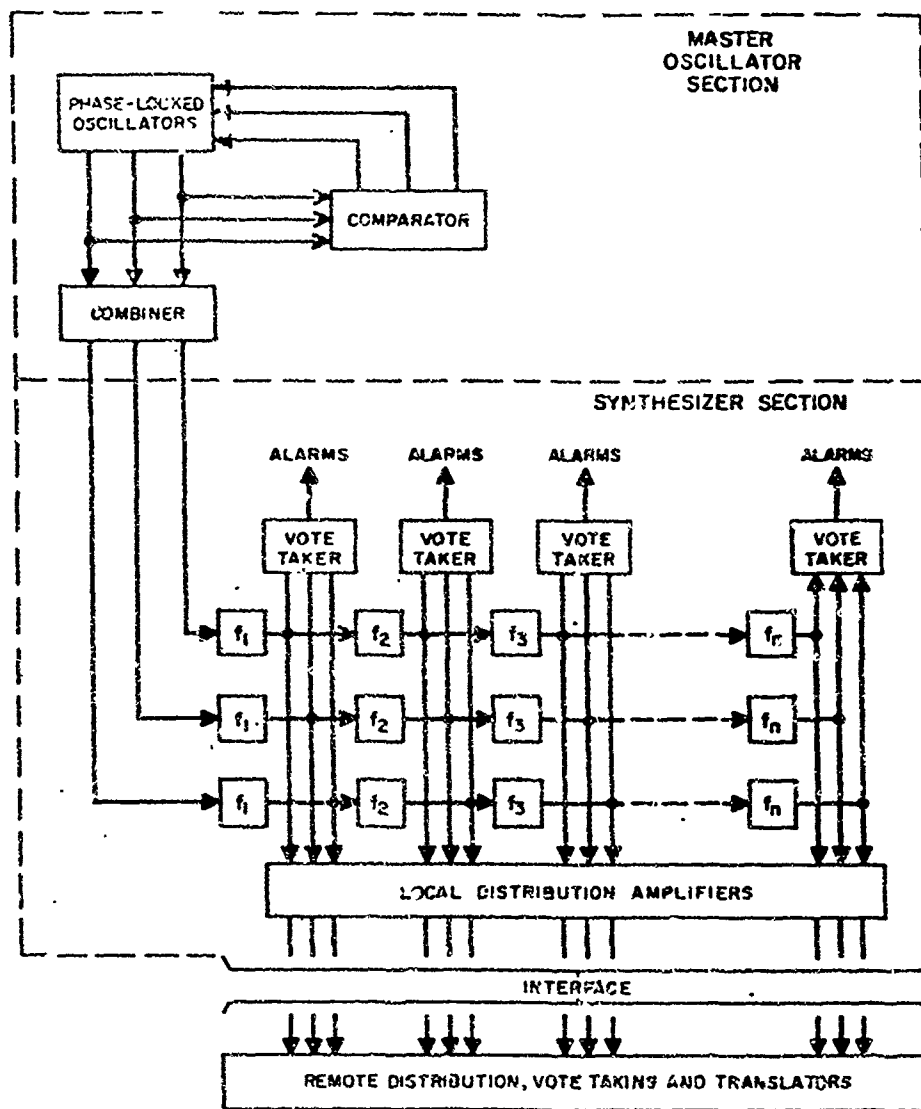 MASTER
OSCILLATOR
SECTION
PHASE-LOCKED
OSCILLATORS
COMPARATOR
COMBINER
SYNTHESIZER SECTION
ALARMS ALARMS ALARMS ALARMS
VOTE VOTE VOTE VOTE
TAKER TAKER TAKER TAKER
f1 f2 f3 fn
f1 f2 f3 fn
f1 f2 f3 fn
LOCAL DISTRIBUTION AMPLIFIERS
INTERFACE
REMOTE DISTRIBUTION, VOTE TAKING AND TRANSLATORS